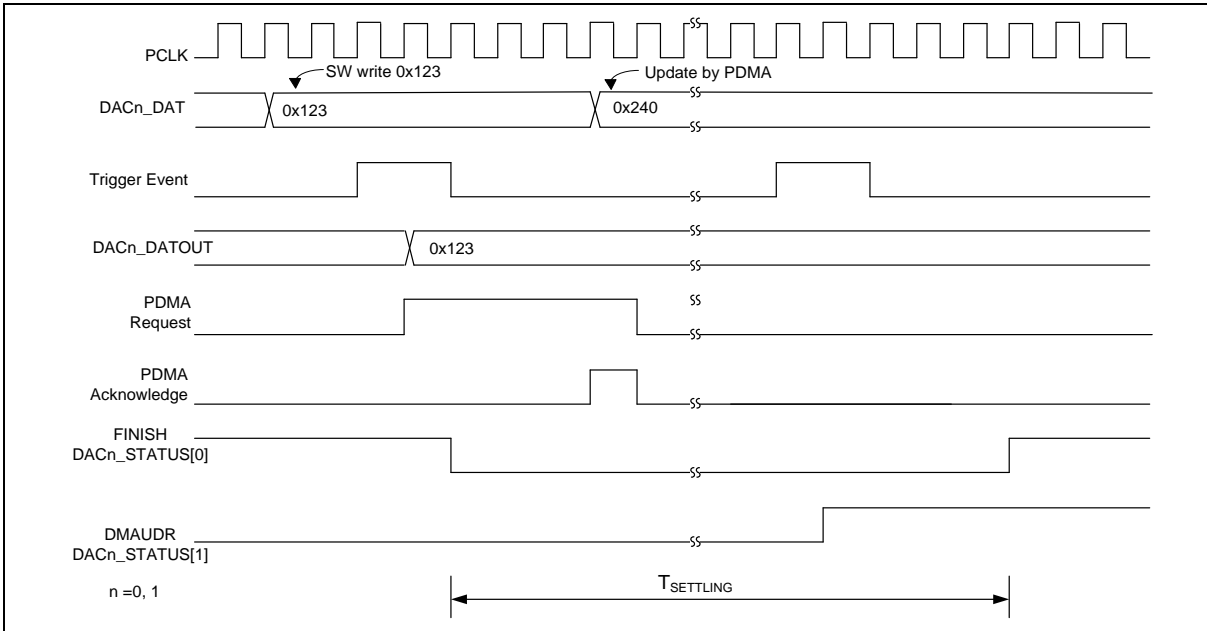 PCLK
SW write 0x123
Update by PDMA
DACn_DAT
0x123
0x240
Trigger Event
DACn_DATOUT
0x123
PDMA
Request
PDMA
Acknowledge
FINISH
DACn_STATUS[0]
DMAUDR
DACn_STATUS[1]
n =0, 1
TSETTLING